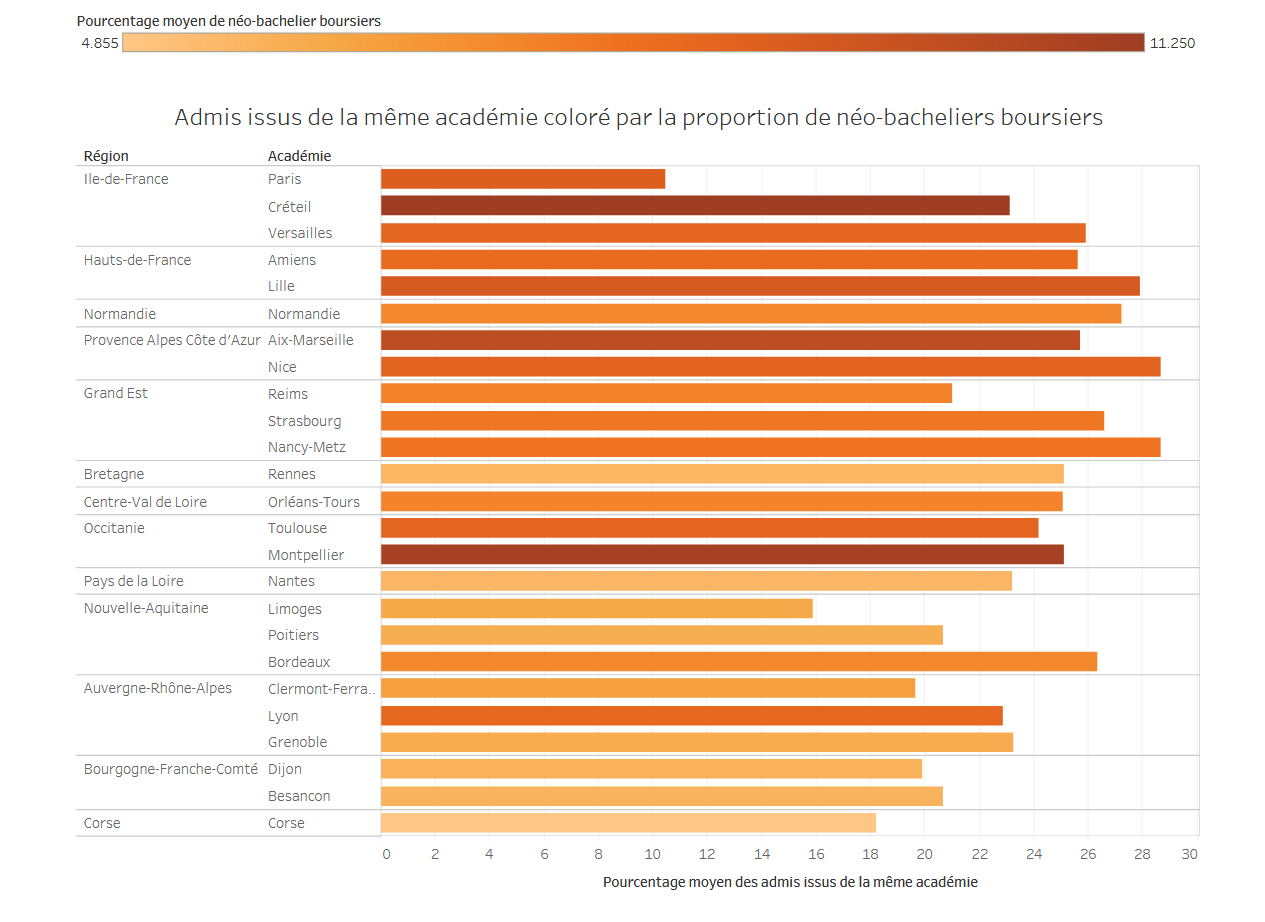 Pourcentage moyen de néo-bachelier boursiers
4.855 11.250
Admis issus de la même académie coloré par la proportion de néo-bacheliers boursiers
Région Académie
Ile-de-France Paris
Créteil
Versailles
Hauts-de-France Amiens
Lille
Normandie Normandie
Provence Alpes Côte d'Azur Aix-Marseille
Nice
Grand Est Reims
Strasbourg
Nancy-Metz
Bretagne Rennes
Centre-Val de Loire Orléans-Tours
Occitanie Toulouse
Montpellier
Pays de la Loire Nantes
Nouvelle-Aquitaine Limoges
Poitiers
Bordeaux
Auvergne-Rhône-Alpes Clermont-Ferra..
Lyon
Grenoble
Bourgogne-Franche-Comté Dijon
Besancon
Corse Corse
0 2 4 6 8 10 12 14 16 18 20 22 24 26 28 30
Pourcentage moyen des admis issus de la même académie